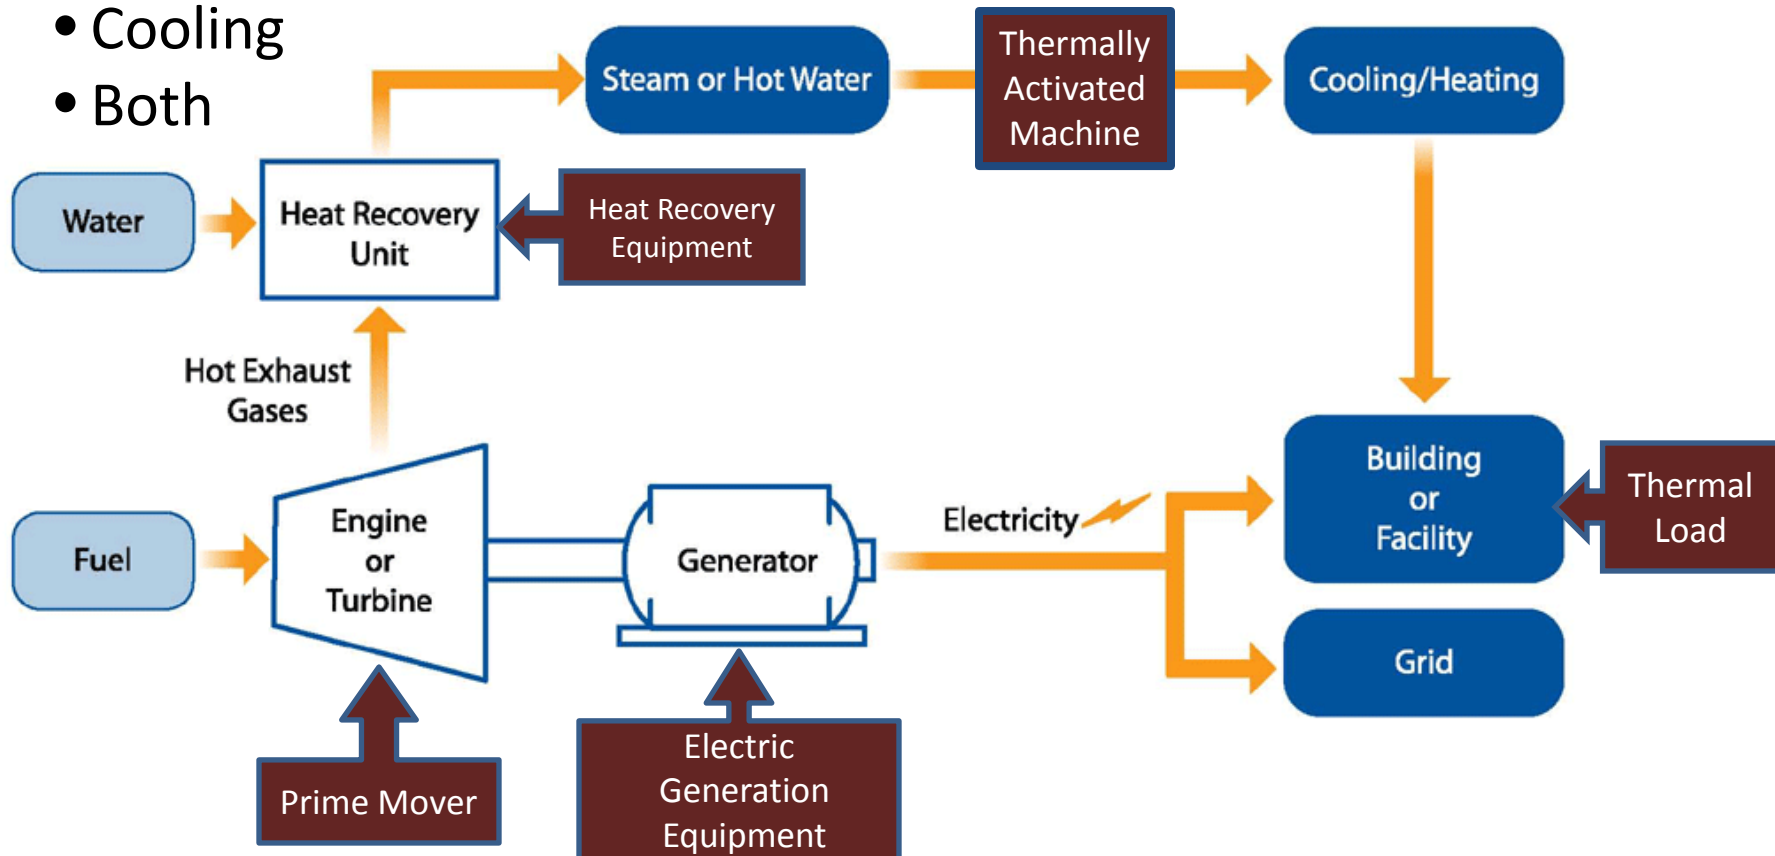 • Cooling
• Both
Steam or Hot Water
Thermally
Activated
Machine
Cooling/Heating
Water
Heat Recovery
Unit
Heat Recovery
Equipment
Hot Exhaust
Gases
Fuel
Engine
or
Turbine
Generator
Electricity
Building
or
Facility
Thermal
Load
Grid
Prime Mover
Electric
Generation
Equipment